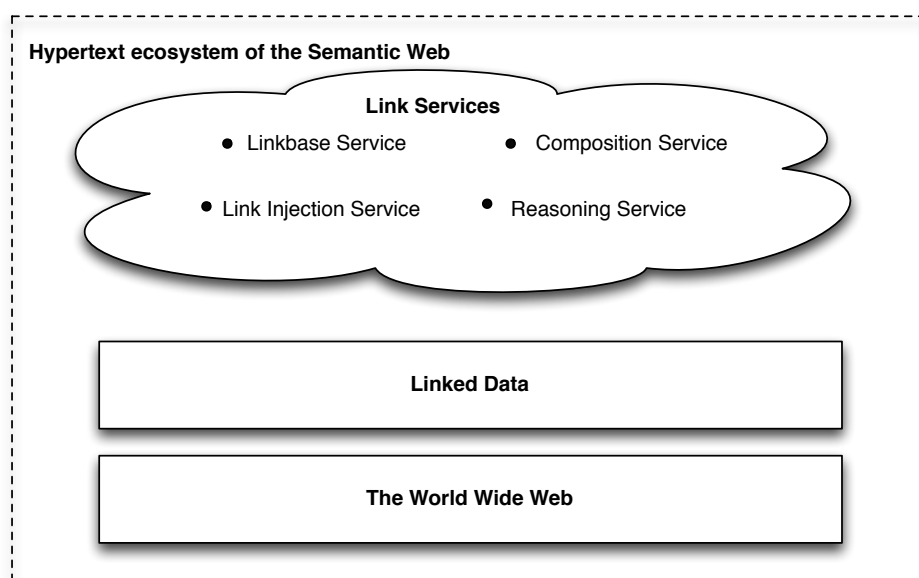 Hypertext ecosystem of the Semantic Web
Link Services
• Linkbase Service
• Composition Service
• Link Injection Service
• Reasoning Service
Linked Data
The World Wide Web